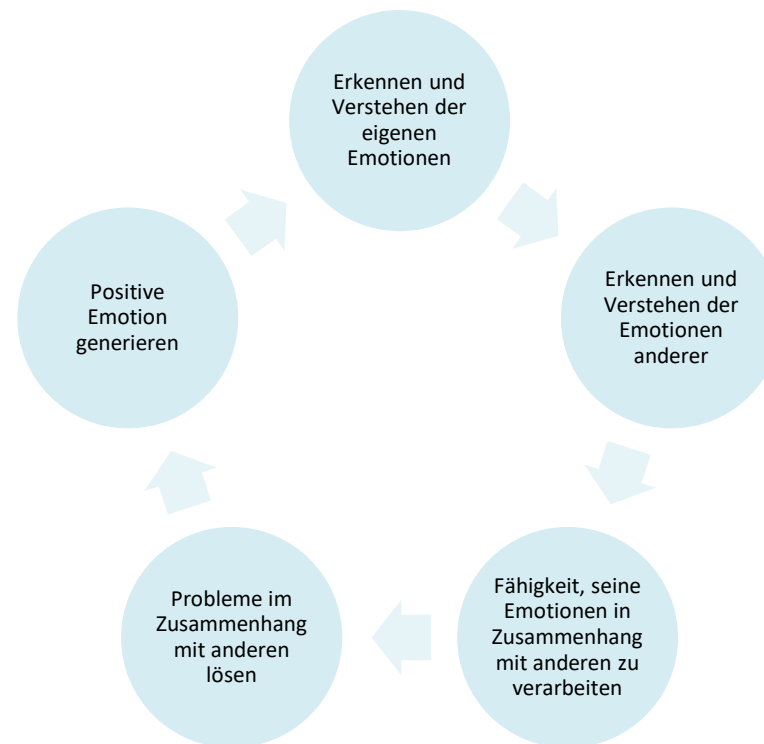 Erkennen und
Verstehen der
eigenen
Emotionen
Erkennen und
Verstehen der
Emotionen
anderer
Fähigkeit, seine
Emotionen in
Zusammenhang
mit anderen zu
verarbeiten
Probleme im
Zusammenhang
mit anderen
lösen
Positive
Emotion
generieren